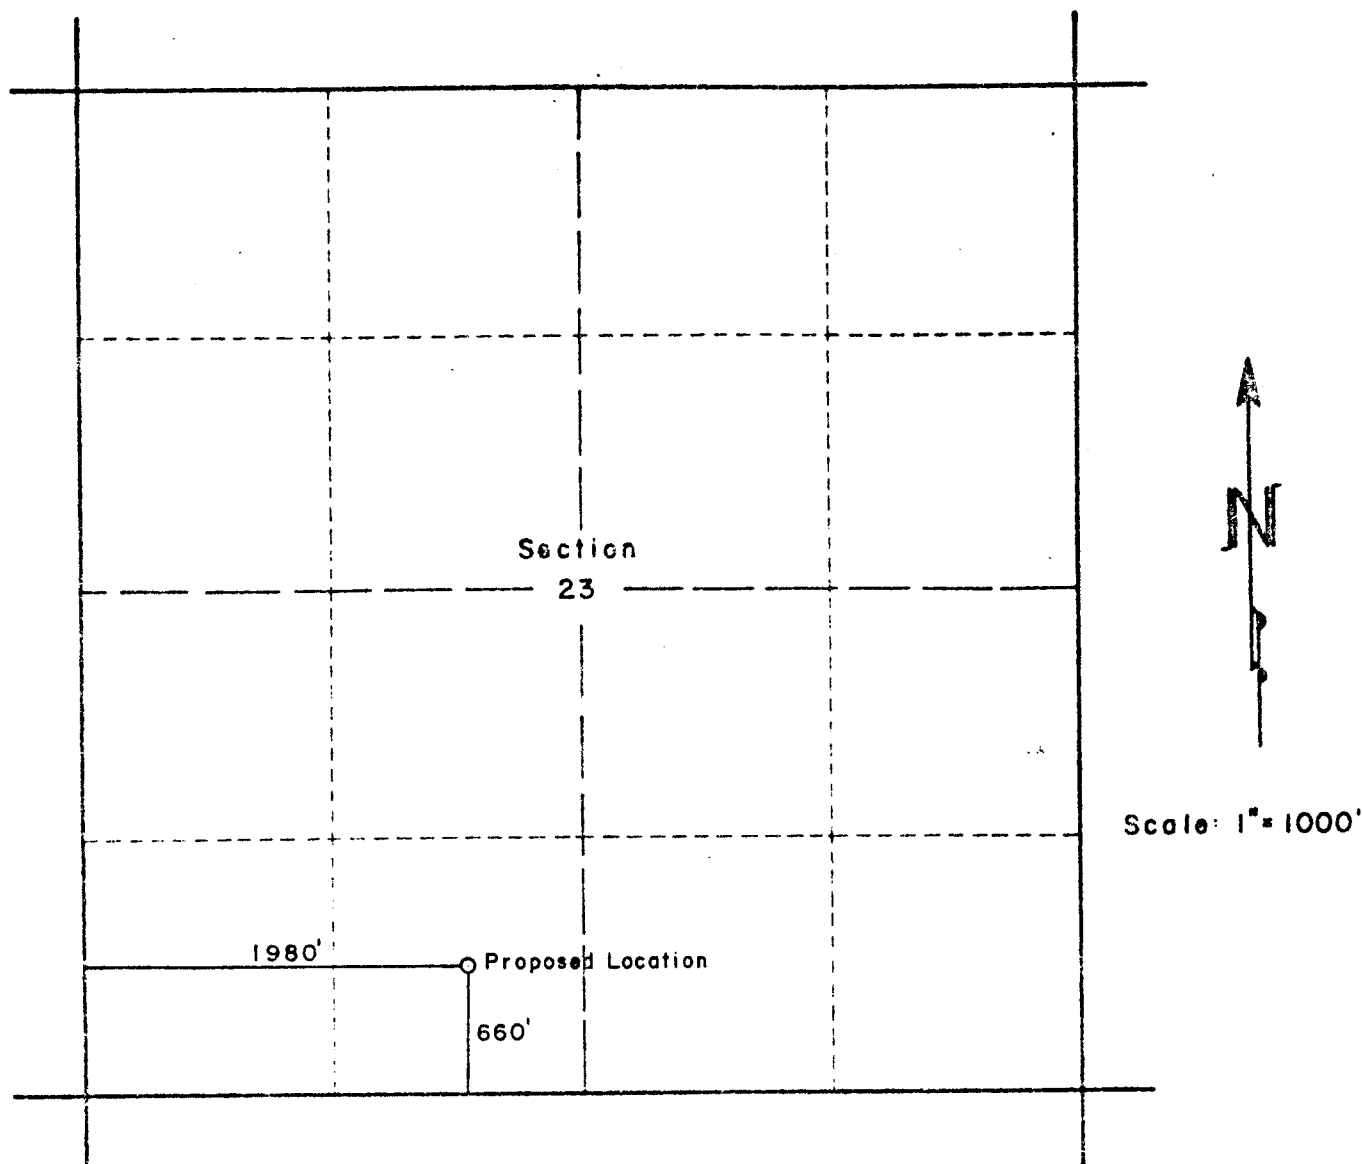 Section
23
N
Scale: 1"= 1000'
1980'
Proposed Location
660'